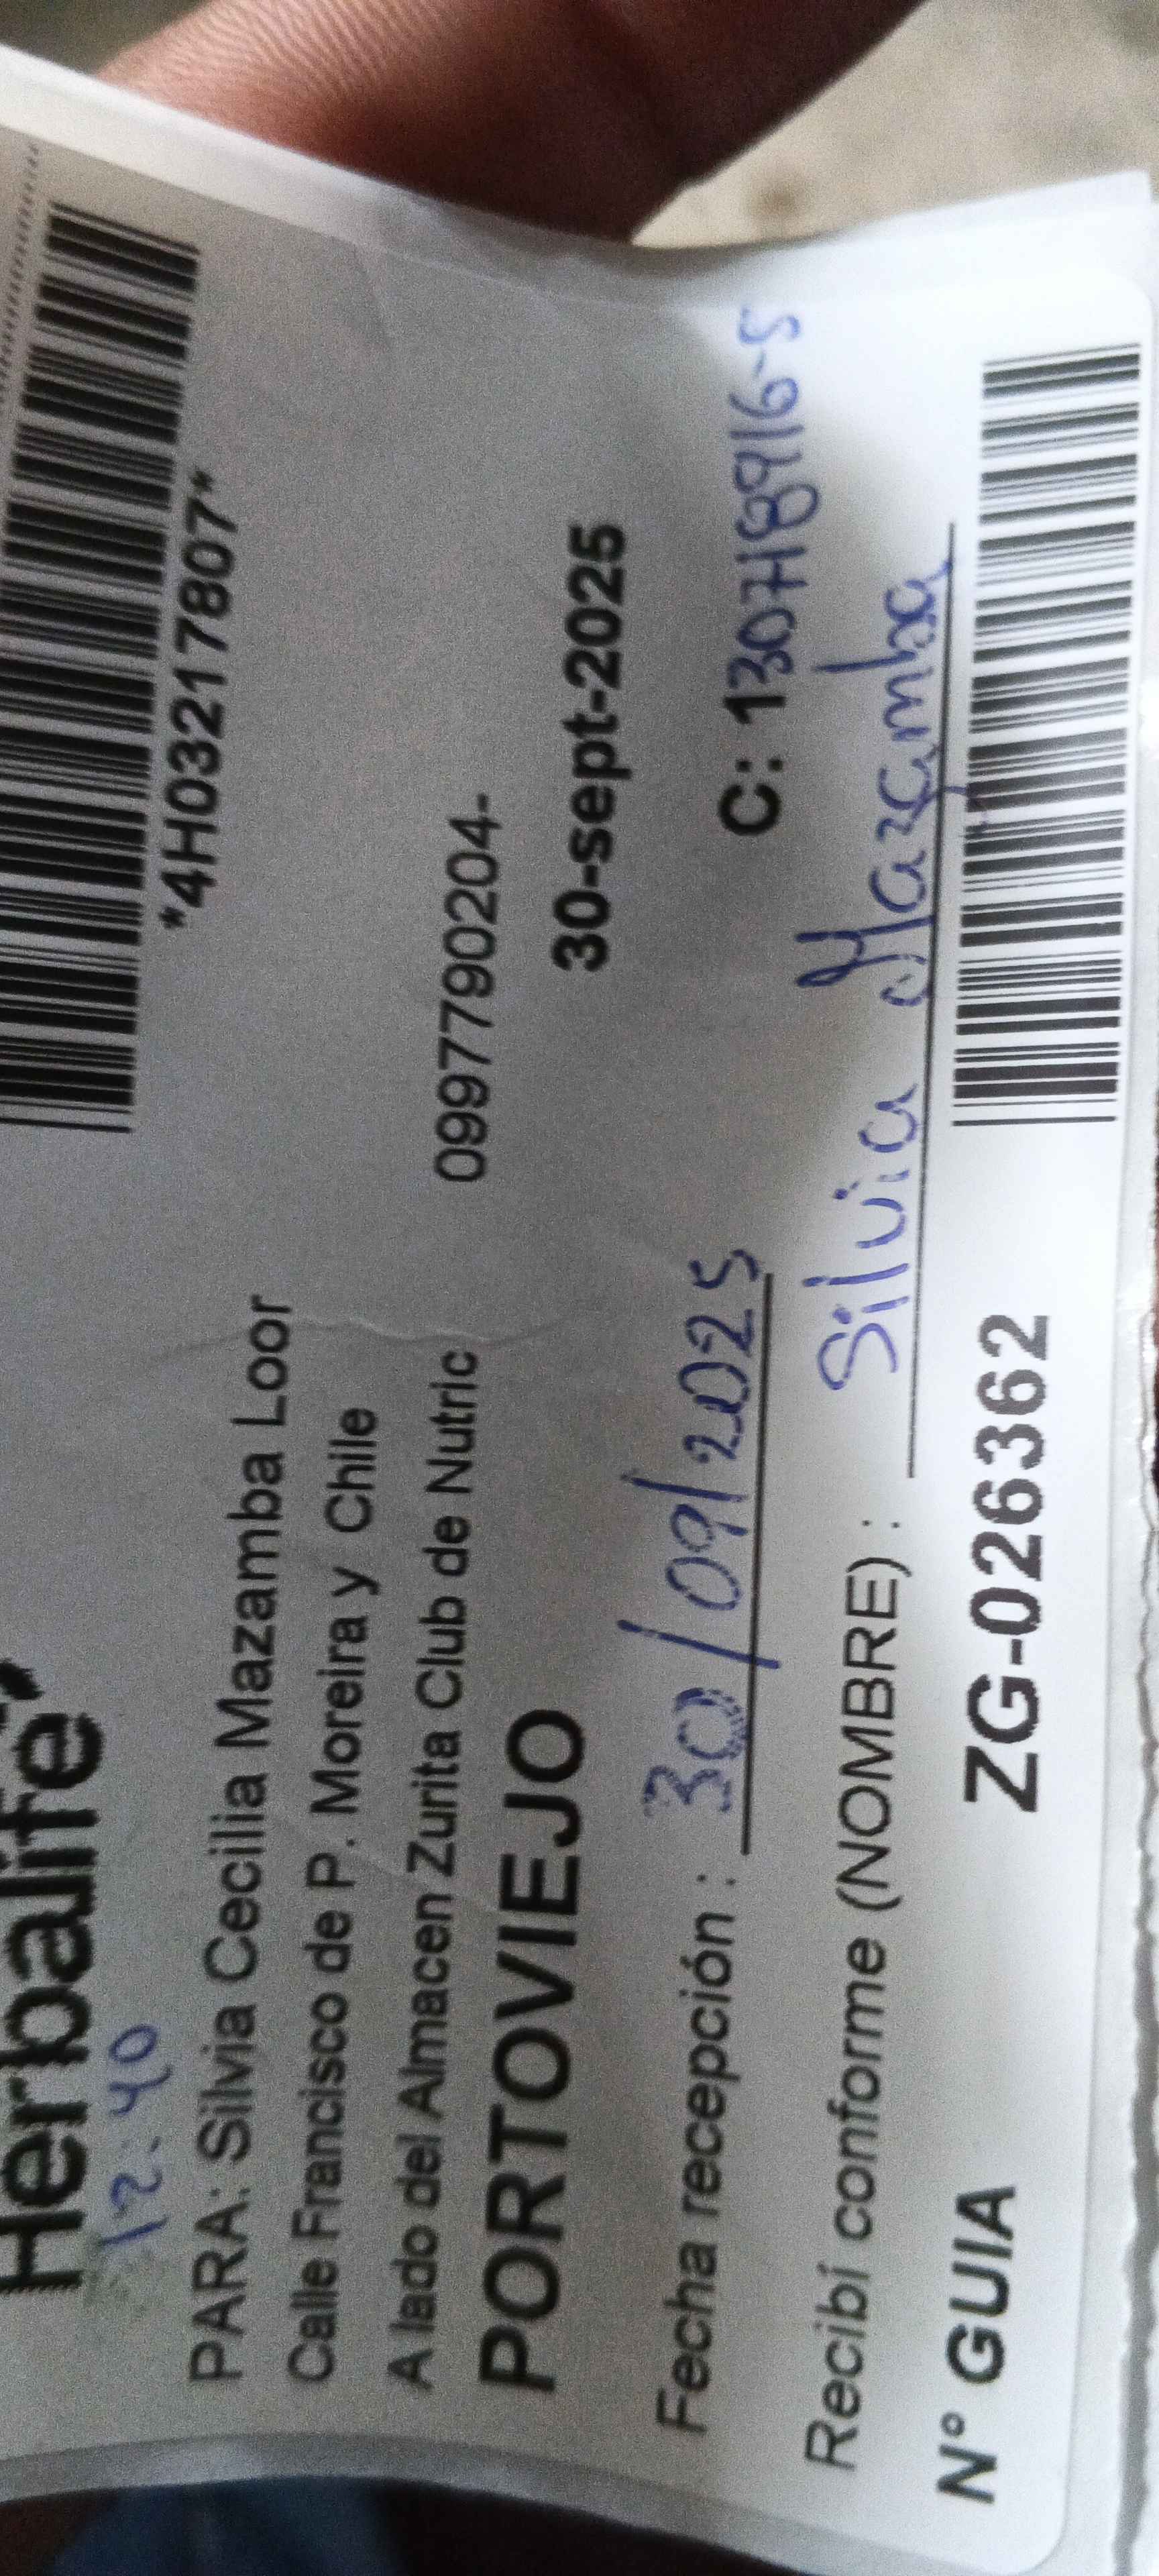 Herbalife
12:40
*4H03217807*
PARA: Silvia Cecilia Mazamba Loor
Calle Francisco de P. Moreira y Chile
A lado del Almacen Zurita Club de Nutric 0997790204-
PORTOVIEJO 30-sept-2025
Fecha recepción : 30/09/2025 C: 130718916-5
Recibí conforme (NOMBRE) : Silvia Mazamba
N° GUIA ZG-026362